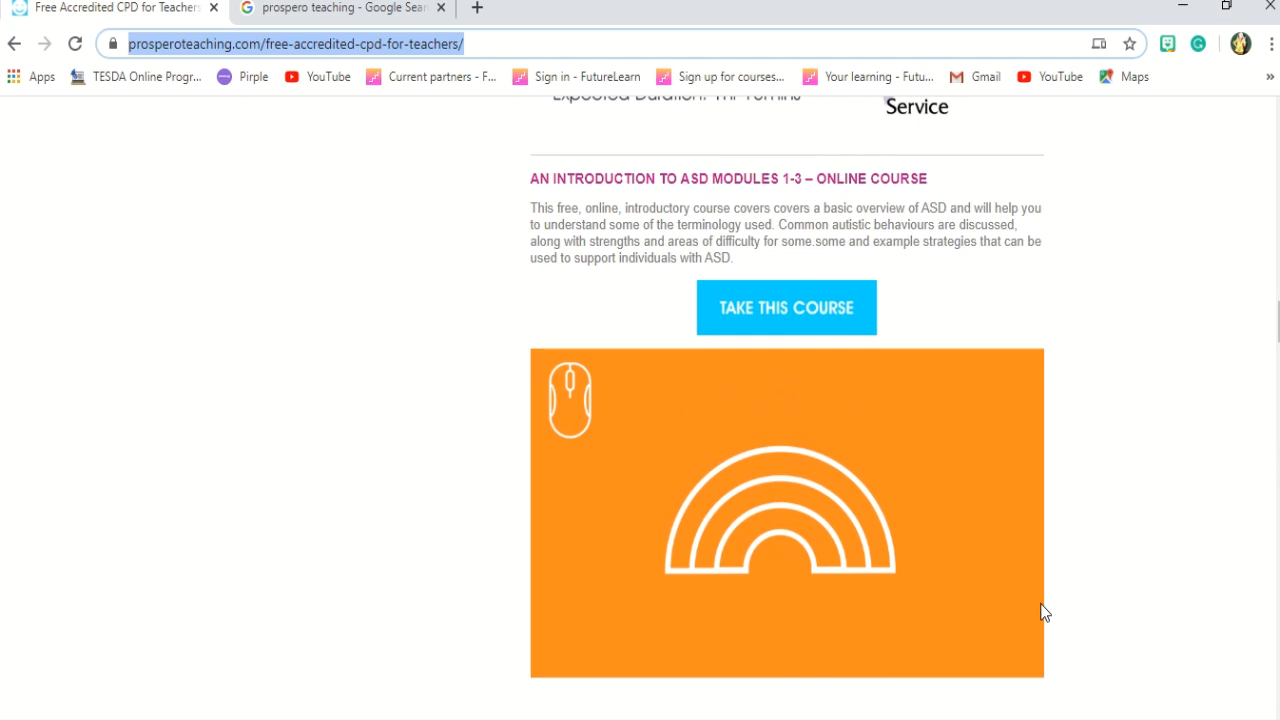 Free Accredited CPD for Teachers
prospero teaching - Google Sear
prosperoteaching.com/free-accredited-cpd-for-teachers/
Apps TESDA Online Progr... Pirple YouTube Current partners - F... Sign in - FutureLearn Sign up for courses... Your learning - Futu... Gmail YouTube Maps »
Expected Duration:
Service
AN INTRODUCTION TO ASD MODULES 1-3 – ONLINE COURSE
This free, online, introductory course covers covers a basic overview of ASD and will help you
to understand some of the terminology used. Common autistic behaviours are discussed,
along with strengths and areas of difficulty for some.some and example strategies that can be
used to support individuals with ASD.
TAKE THIS COURSE